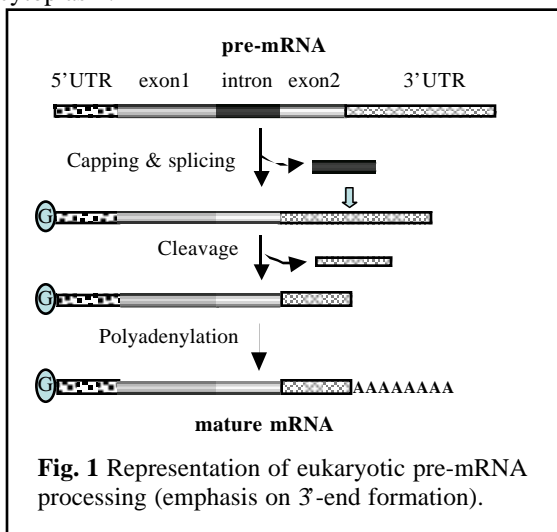 pre-mRNA
5'UTR exon1 intron exon2 3'UTR
Capping & splicing
G
Cleavage
G
Polyadenylation
G AAAAAAAA
mature mRNA
Fig. 1 Representation of eukaryotic pre-mRNA
processing (emphasis on 3'-end formation).